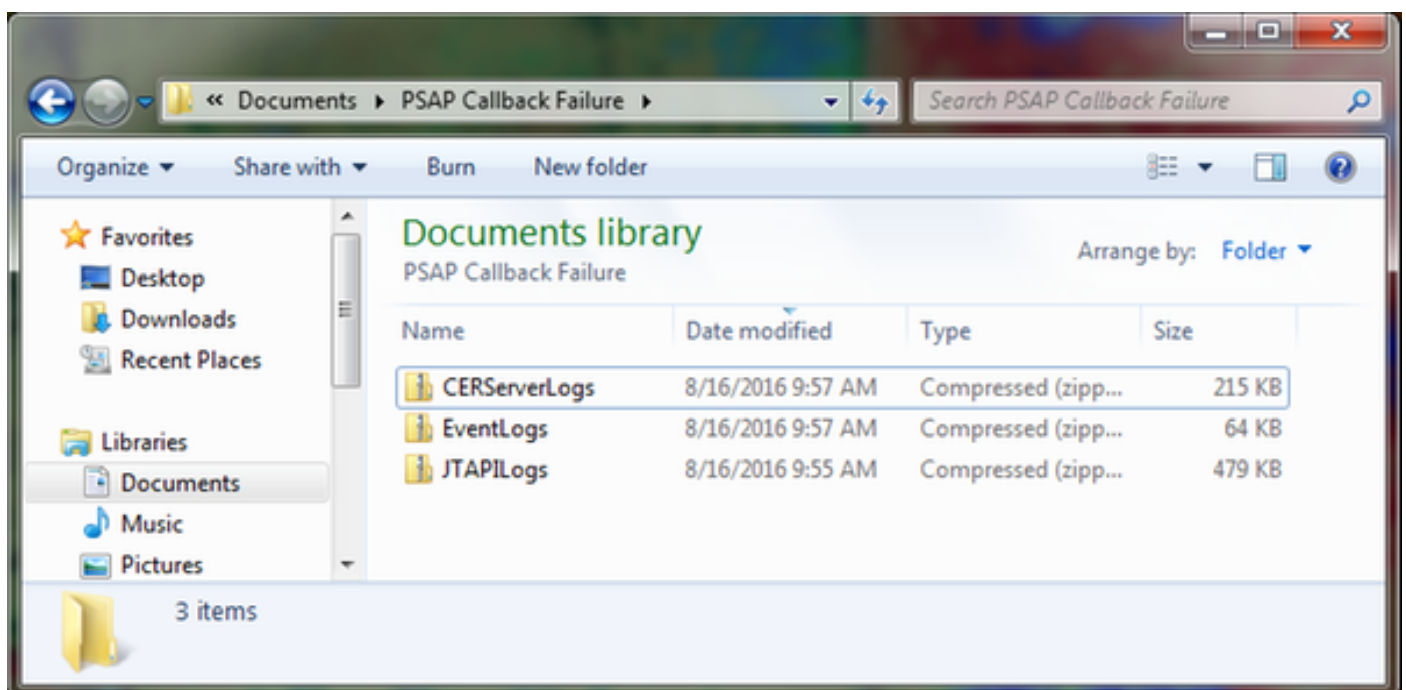 « Documents ▸ PSAP Callback Failure ▸
Search PSAP Callback Failure
Organize Share with Burn New folder
Favorites
Desktop
Downloads
Recent Places
Libraries
Documents
Music
Pictures
Documents library
PSAP Callback Failure
Arrange by: Folder
Name Date modified Type Size
CERServerLogs 8/16/2016 9:57 AM Compressed (zipp... 215 KB
EventLogs 8/16/2016 9:57 AM Compressed (zipp... 64 KB
JTAPILogs 8/16/2016 9:55 AM Compressed (zipp... 479 KB
3 items